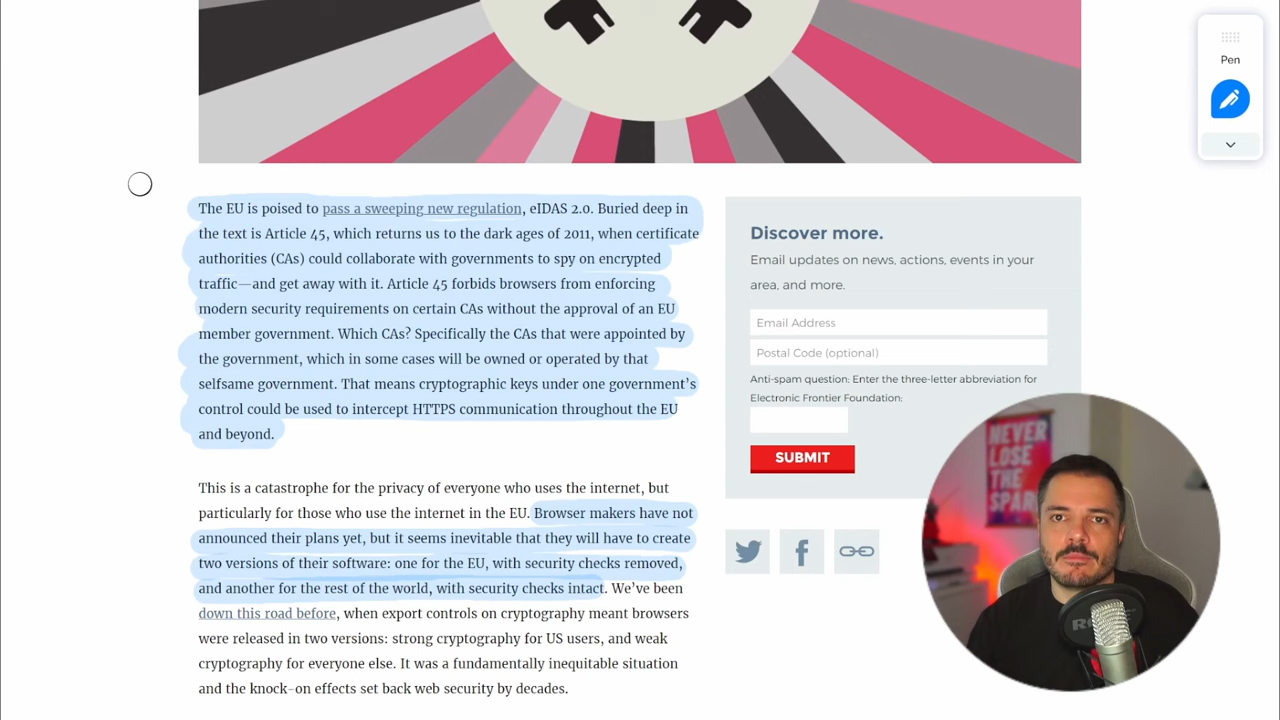 Pen
The EU is poised to pass a sweeping new regulation, eIDAS 2.0. Buried deep in
the text is Article 45, which returns us to the dark ages of 2011, when certificate
authorities (CAs) could collaborate with governments to spy on encrypted
traffic—and get away with it. Article 45 forbids browsers from enforcing
modern security requirements on certain CAs without the approval of an EU
member government. Which CAs? Specifically the CAs that were appointed by
the government, which in some cases will be owned or operated by that
selfsame government. That means cryptographic keys under one government's
control could be used to intercept HTTPS communication throughout the EU
and beyond.
This is a catastrophe for the privacy of everyone who uses the internet, but
particularly for those who use the internet in the EU. Browser makers have not
announced their plans yet, but it seems inevitable that they will have to create
two versions of their software: one for the EU, with security checks removed,
and another for the rest of the world, with security checks intact. We've been
down this road before, when export controls on cryptography meant browsers
were released in two versions: strong cryptography for US users, and weak
cryptography for everyone else. It was a fundamentally inequitable situation
and the knock-on effects set back web security by decades.
Discover more.
Email updates on news, actions, events in your
area, and more.
Email Address
Postal Code (optional)
Anti-spam question: Enter the three-letter abbreviation for
Electronic Frontier Foundation:
SUBMIT
NEVER
LOSE
THE
SPARK